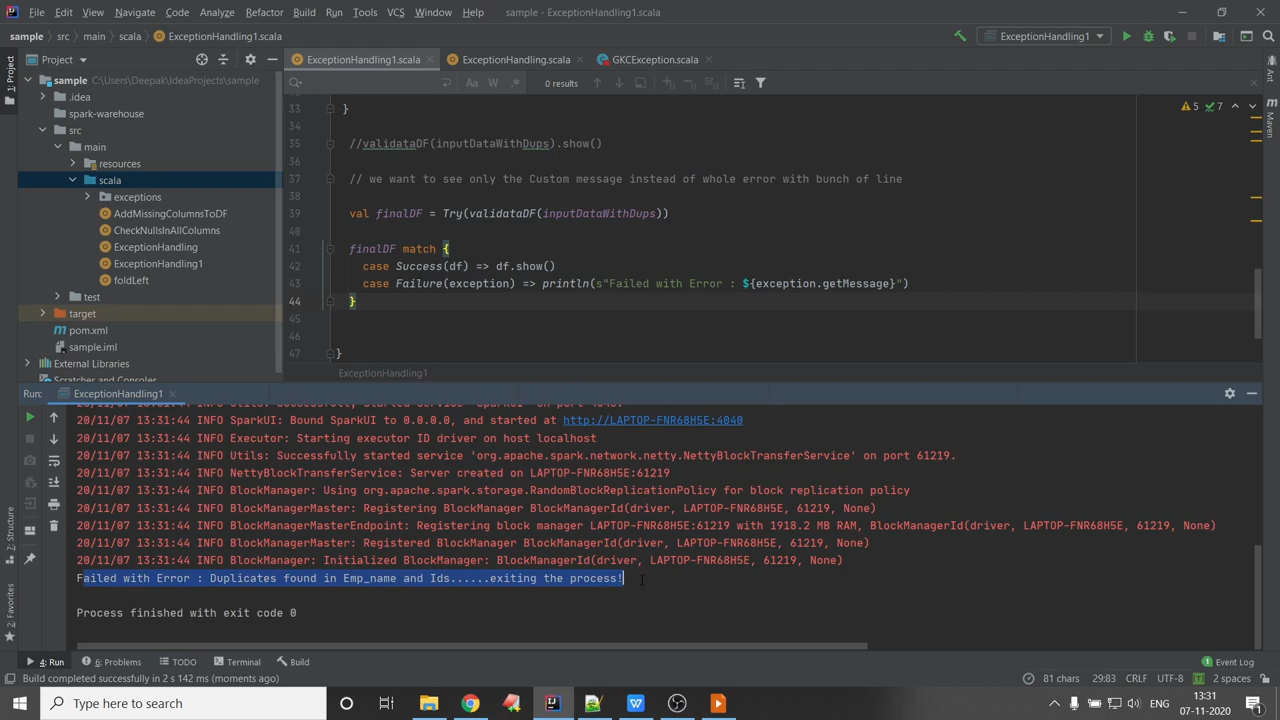 File Edit View Navigate Code Analyze Refactor Build Run Tools VCS Window Help sample - ExceptionHandling1.scala
sample src main scala ExceptionHandling1.scala ExceptionHandling1
Project ExceptionHandling1.scala ExceptionHandling.scala GKCException.scala
sample C:\Users\Deepak\IdeaProjects\sample
.idea
spark-warehouse
src
main
resources
scala
exceptions
AddMissingColumnsToDF
CheckNullsInAllColumns
ExceptionHandling
ExceptionHandling1
foldLeft
test
target
pom.xml
sample.iml
External Libraries
Scratches and Consoles
1: Project
Ant
Maven
Aa W .* 0 results
5 7
33 }
34
35 //validataDF(inputDataWithDups).show()
36
37 // we want to see only the Custom message instead of whole error with bunch of line
38
39 val finalDF = Try(validataDF(inputDataWithDups))
40
41 finalDF match {
42 case Success(df) => df.show()
43 case Failure(exception) => println(s"Failed with Error : ${exception.getMessage}")
44 }
45
46
47 }
ExceptionHandling1
Run: ExceptionHandling1
20/11/07 13:31:44 INFO SparkUI: Bound SparkUI to 0.0.0.0, and started at http://LAPTOP-FNR68H5E:4040
20/11/07 13:31:44 INFO Executor: Starting executor ID driver on host localhost
20/11/07 13:31:44 INFO Utils: Successfully started service 'org.apache.spark.network.netty.NettyBlockTransferService' on port 61219.
20/11/07 13:31:44 INFO NettyBlockTransferService: Server created on LAPTOP-FNR68H5E:61219
20/11/07 13:31:44 INFO BlockManager: Using org.apache.spark.storage.RandomBlockReplicationPolicy for block replication policy
20/11/07 13:31:44 INFO BlockManagerMaster: Registering BlockManager BlockManagerId(driver, LAPTOP-FNR68H5E, 61219, None)
20/11/07 13:31:44 INFO BlockManagerMasterEndpoint: Registering block manager LAPTOP-FNR68H5E:61219 with 1918.2 MB RAM, BlockManagerId(driver, LAPTOP-FNR68H5E, 61219, None)
20/11/07 13:31:44 INFO BlockManagerMaster: Registered BlockManager BlockManagerId(driver, LAPTOP-FNR68H5E, 61219, None)
20/11/07 13:31:44 INFO BlockManager: Initialized BlockManager: BlockManagerId(driver, LAPTOP-FNR68H5E, 61219, None)
Failed with Error : Duplicates found in Emp_name and Ids......exiting the process!
Process finished with exit code 0
7: Structure
2: Favorites
4: Run 6: Problems TODO Terminal Build 1 Event Log
Build completed successfully in 2 s 142 ms (moments ago) 81 chars 29:83 CRLF UTF-8 2 spaces
Type here to search
13:31
07-11-2020